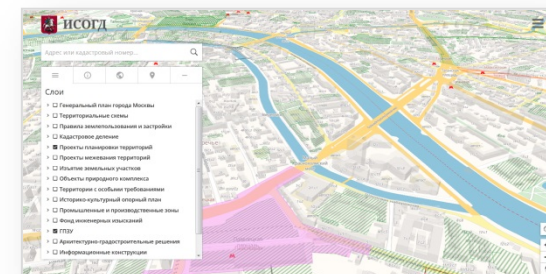 ИСОГД
Адрес или кадастровый номер...
Слои
Генеральный план города Москвы
Территориальные схемы
Правила землепользования и застройки
Кадастровое деление
Проекты планировки территорий
Проекты межевания территорий
Изъятие земельных участков
Объекты природного комплекса
Территории с особыми требованиями
Историко-культурный опорный план
Промышленные и производственные зоны
Фонд инженерных изысканий
ГПЗУ
Архитектурно-градостроительные решения
Информационные конструкции